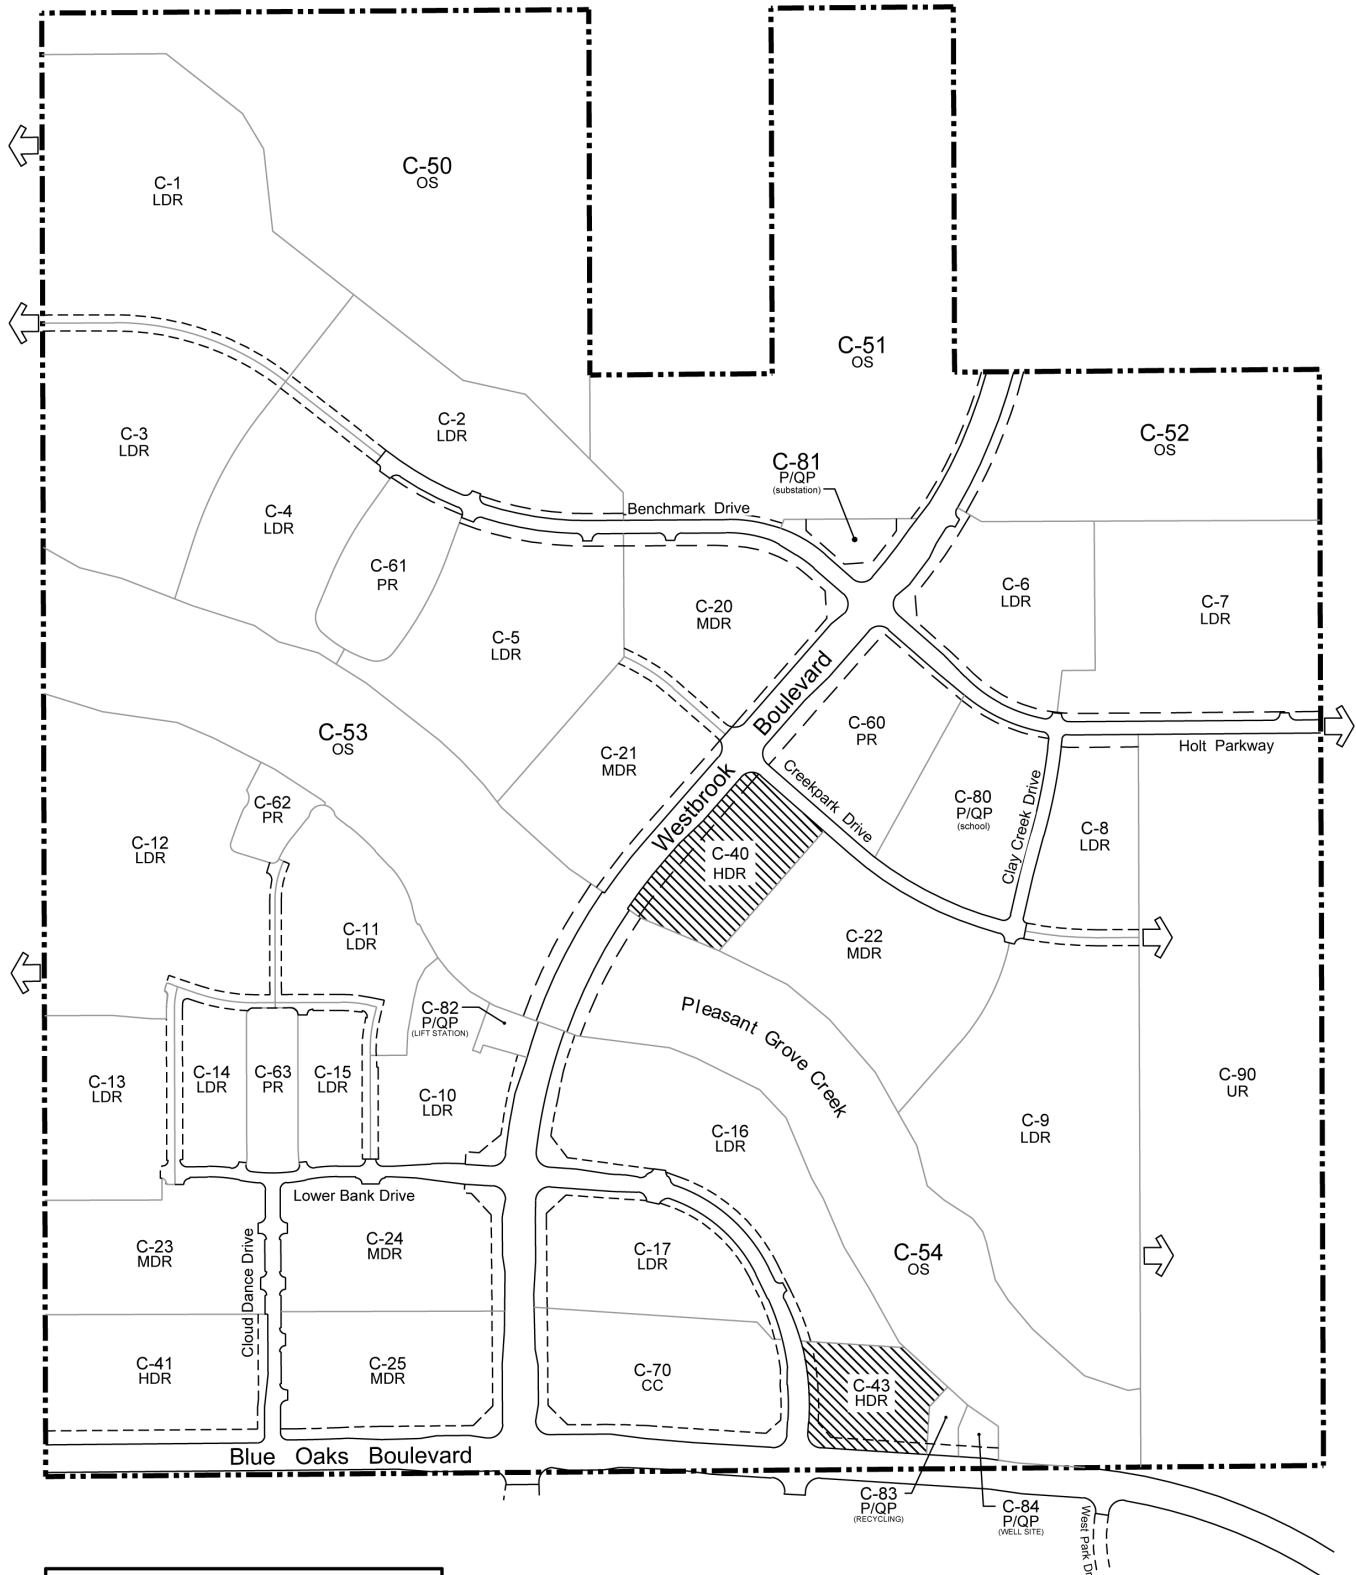 C-50
OS
C-1
LDR
C-51
OS
C-2
LDR
C-3
LDR
C-52
OS
C-81
P/QP
(substation)
Benchmark Drive
C-4
LDR
C-61
PR
C-20
MDR
C-6
LDR
C-7
LDR
C-5
LDR
Westbrook Boulevard
C-60
PR
C-53
OS
C-21
MDR
Holt Parkway
Creekpark Drive
C-62
PR
C-80
P/QP
(school)
Clay Creek Drive
C-8
LDR
C-12
LDR
C-40
HDR
C-11
LDR
C-22
MDR
C-82
P/QP
(LIFT STATION)
Pleasant Grove Creek
C-13
LDR
C-14
LDR
C-63
PR
C-15
LDR
C-10
LDR
C-90
UR
C-16
LDR
C-9
LDR
Lower Bank Drive
C-23
MDR
Cloud Dance Drive
C-24
MDR
C-17
LDR
C-54
OS
C-41
HDR
C-25
MDR
C-70
CC
C-43
HDR
Blue Oaks Boulevard
C-83
P/QP
(RECYCLING)
C-84
P/QP
(WELL SITE)
West Park